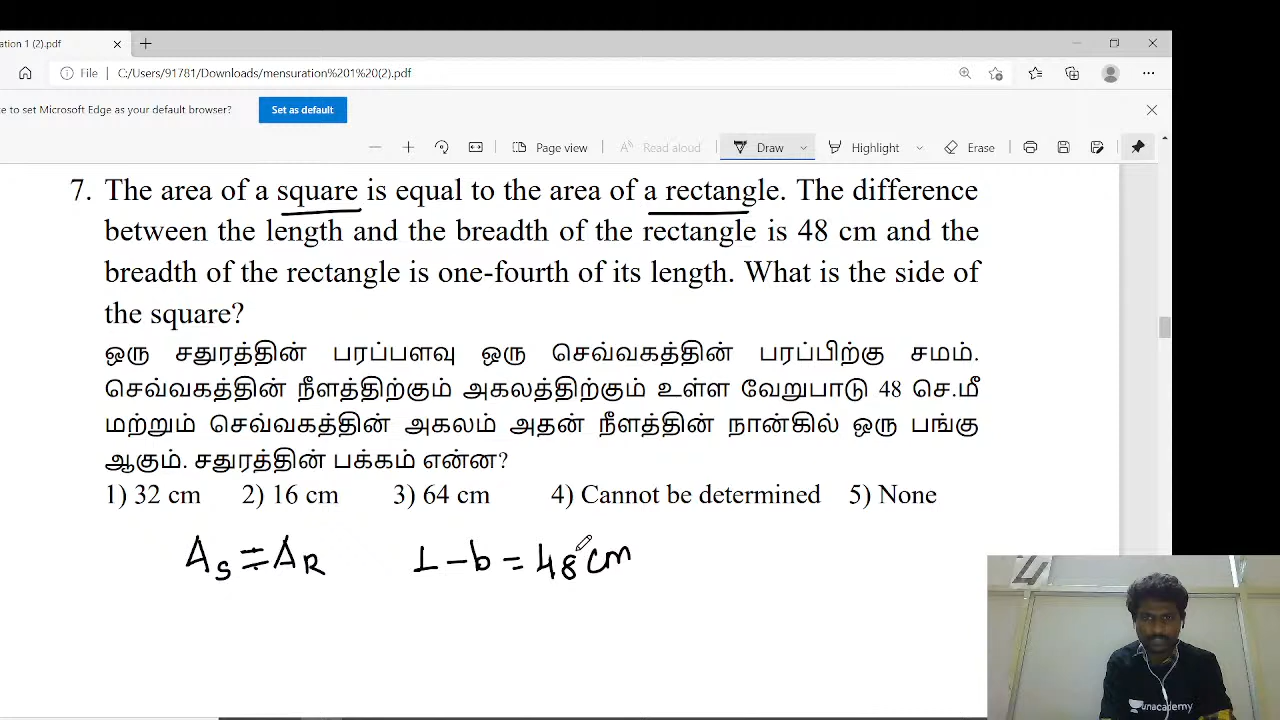 ation 1 (2).pdf
File C:/Users/91781/Downloads/mensuration%201%20(2).pdf
e to set Microsoft Edge as your default browser? Set as default
Page view Read aloud Draw Highlight Erase
7. The area of a square is equal to the area of a rectangle. The difference
between the length and the breadth of the rectangle is 48 cm and the
breadth of the rectangle is one-fourth of its length. What is the side of
the square?
ஒரு சதுரத்தின் பரப்பளவு ஒரு செவ்வகத்தின் பரப்பிற்கு சமம்.
செவ்வகத்தின் நீளத்திற்கும் அகலத்திற்கும் உள்ள வேறுபாடு 48 செ.மீ
மற்றும் செவ்வகத்தின் அகலம் அதன் நீளத்தின் நான்கில் ஒரு பங்கு
ஆகும். சதுரத்தின் பக்கம் என்ன?
1) 32 cm 2) 16 cm 3) 64 cm 4) Cannot be determined 5) None
As = AR l - b = 48 cm
4
unacademy